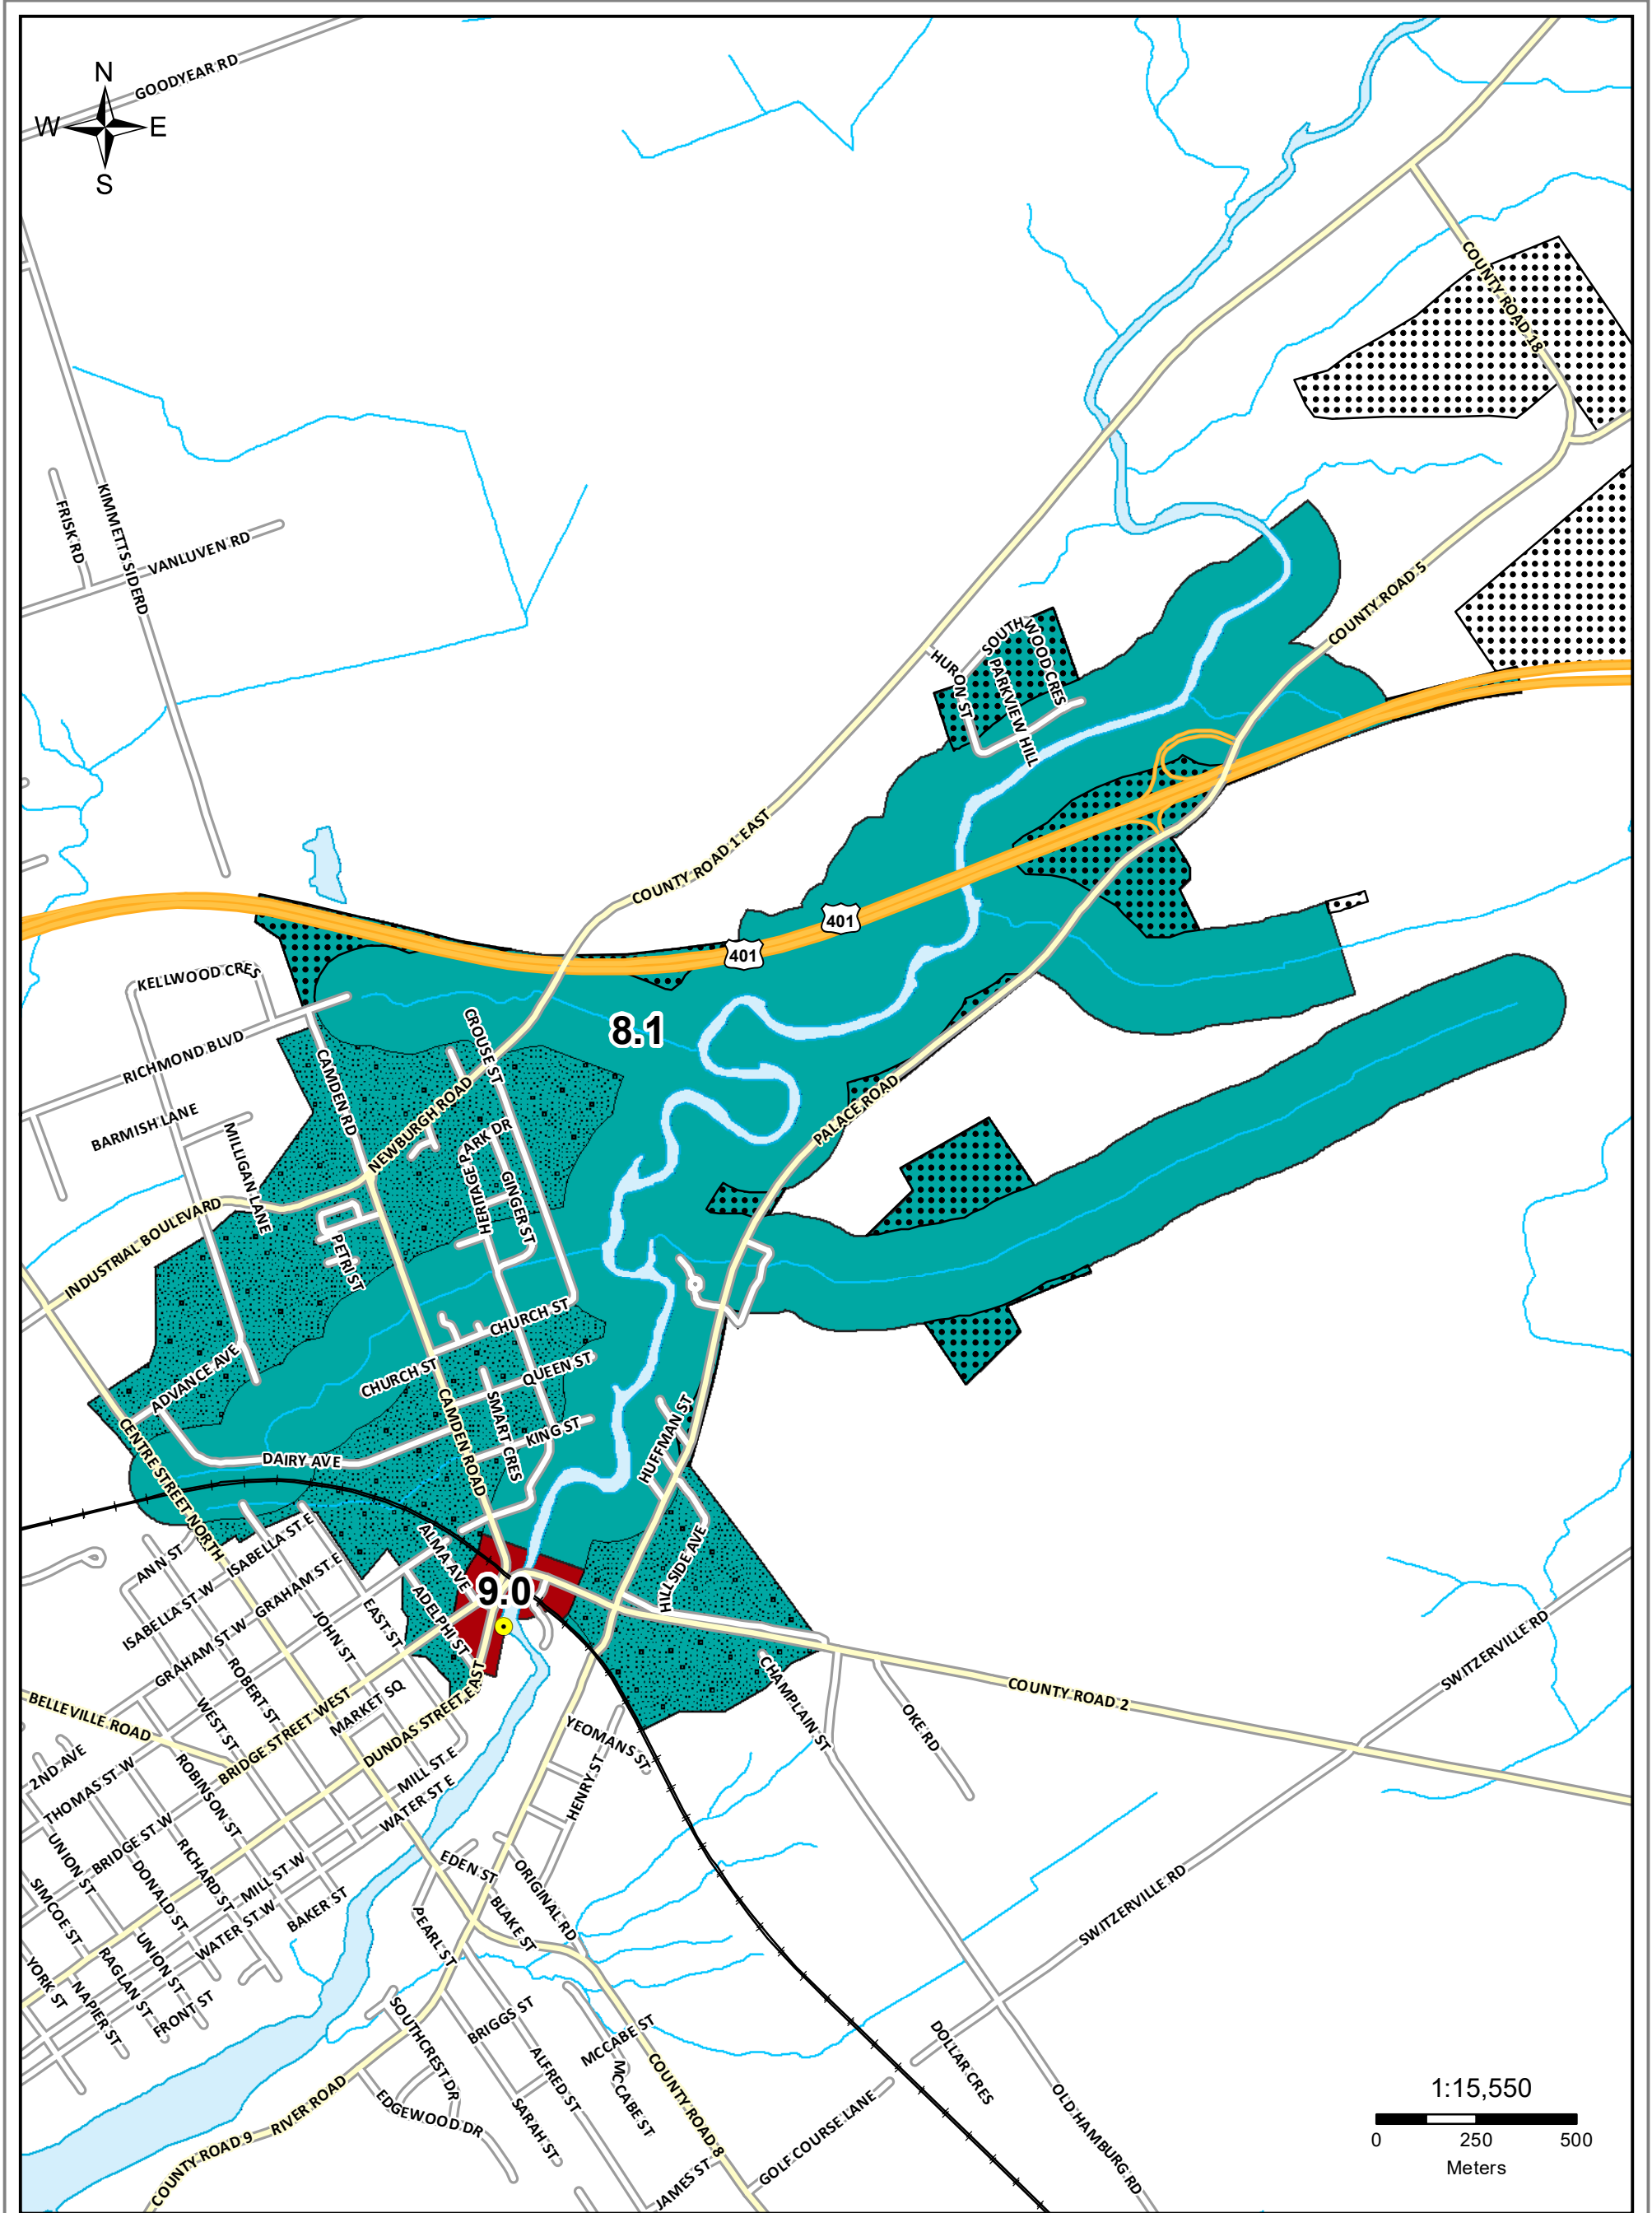 GOODYEAR RD
N
W
E
S
COUNTY ROAD 18
KIMMETTS SIDERD
FRISK RD
VANLUVEN RD
COUNTY ROAD 5
SOUTHWOOD CRES
HURON ST
PARKVIEW HILL
COUNTY ROAD 1 EAST
401
401
KELLWOOD CRES
8.1
CROUSE ST
RICHMOND BLVD
CAMDEN RD
NEWBURGH ROAD
PALACE ROAD
BARMISH LANE
MILLIGAN LANE
HERITAGE PARK DR
GINGER ST
INDUSTRIAL BOULEVARD
PETRI ST
CHURCH ST
ADVANCE AVE
CHURCH ST
QUEEN ST
CAMDEN ROAD
SMART CRES
KING ST
HUFFMAN ST
CENTRE STREET NORTH
DAIRY AVE
ALMA AVE
HILLSIDE AVE
ANN ST
ISABELLA ST E
ISABELLA ST W
GRAHAM ST E
9.0
ADELPHI ST
EAST ST
JOHN ST
GRAHAM ST W
SWITZERVILLE RD
ROBERT ST
CHAMPLAIN ST
COUNTY ROAD 2
BELLEVILLE ROAD
WEST ST
MARKET SQ
BRIDGE STREET WEST
DUNDAS STREET EAST
OKE RD
YEOMANS ST
2ND AVE
THOMAS ST W
ROBINSON ST
MILL ST E
WATER ST E
HENRY ST
BRIDGE ST W
UNION ST
RICHARD ST
DONALD ST
MILL ST W
EDEN ST
ORIGINAL RD
SIMCOE ST
BAKER ST
WATER ST W
BLAKE ST
PEARL ST
SWITZERVILLE RD
UNION ST
RAGLAN ST
YORK ST
NAPIER ST
FRONT ST
SOUTHCREST DR
BRIGGS ST
MCCABE ST
ALFRED ST
MCCABE ST
DOLLAR CRES
COUNTY ROAD 8
EDGEWOOD DR
SARAH ST
OLD HAMBURG RD
GOLF COURSE LANE
COUNTY ROAD 9
RIVER ROAD
JAMES ST
1:15,550
0 250 500
Meters